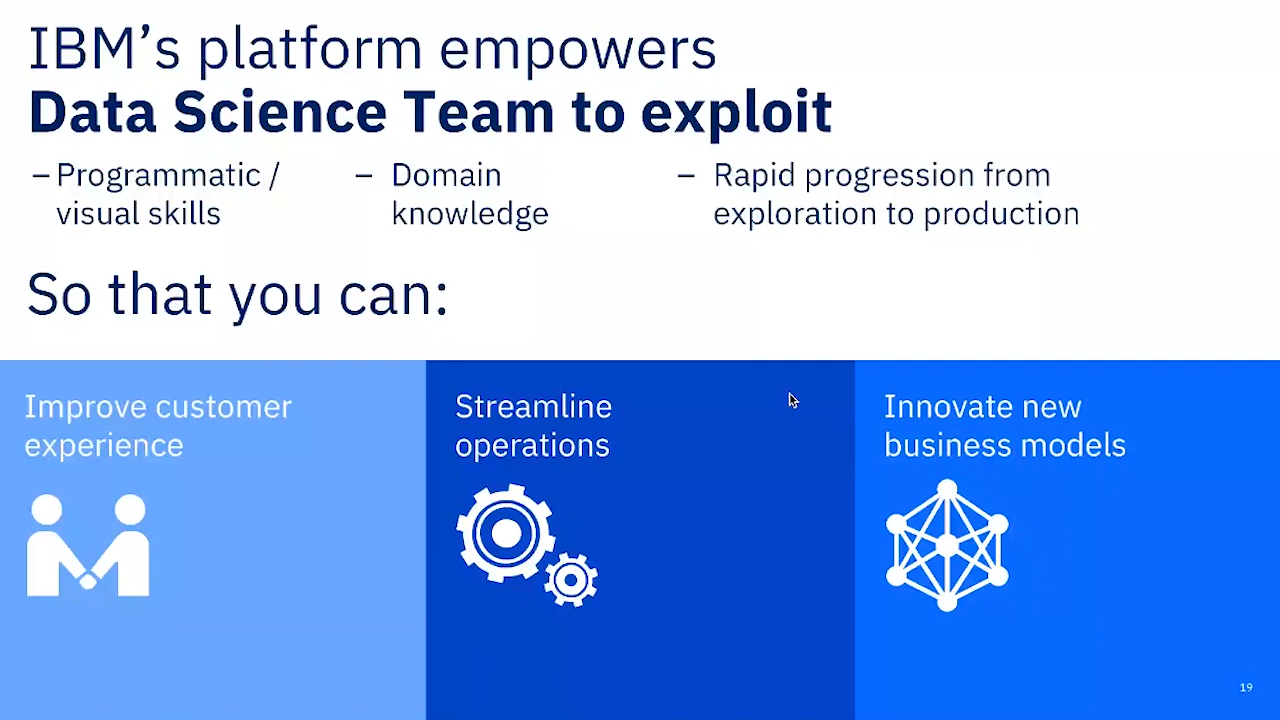 IBM’s platform empowers
Data Science Team to exploit
– Programmatic /
visual skills
– Domain
knowledge
– Rapid progression from
exploration to production
So that you can:
Improve customer
experience
Streamline
operations
Innovate new
business models
19